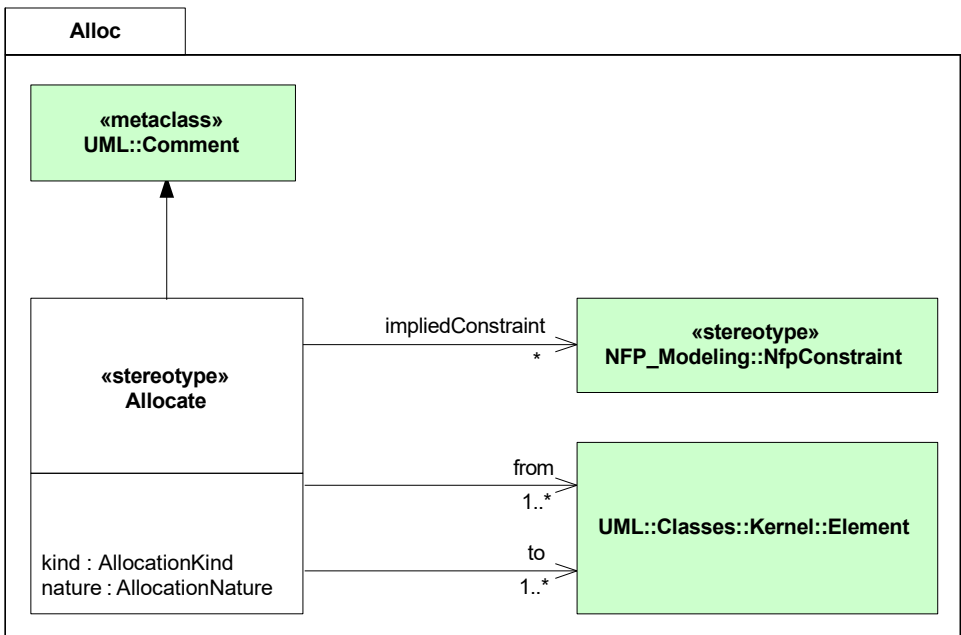 Alloc
«metaclass»
UML::Comment
«stereotype»
Allocate
kind : AllocationKind
nature : AllocationNature
impliedConstraint
*
«stereotype»
NFP_Modeling::NfpConstraint
from
1..*
to
1..*
UML::Classes::Kernel::Element